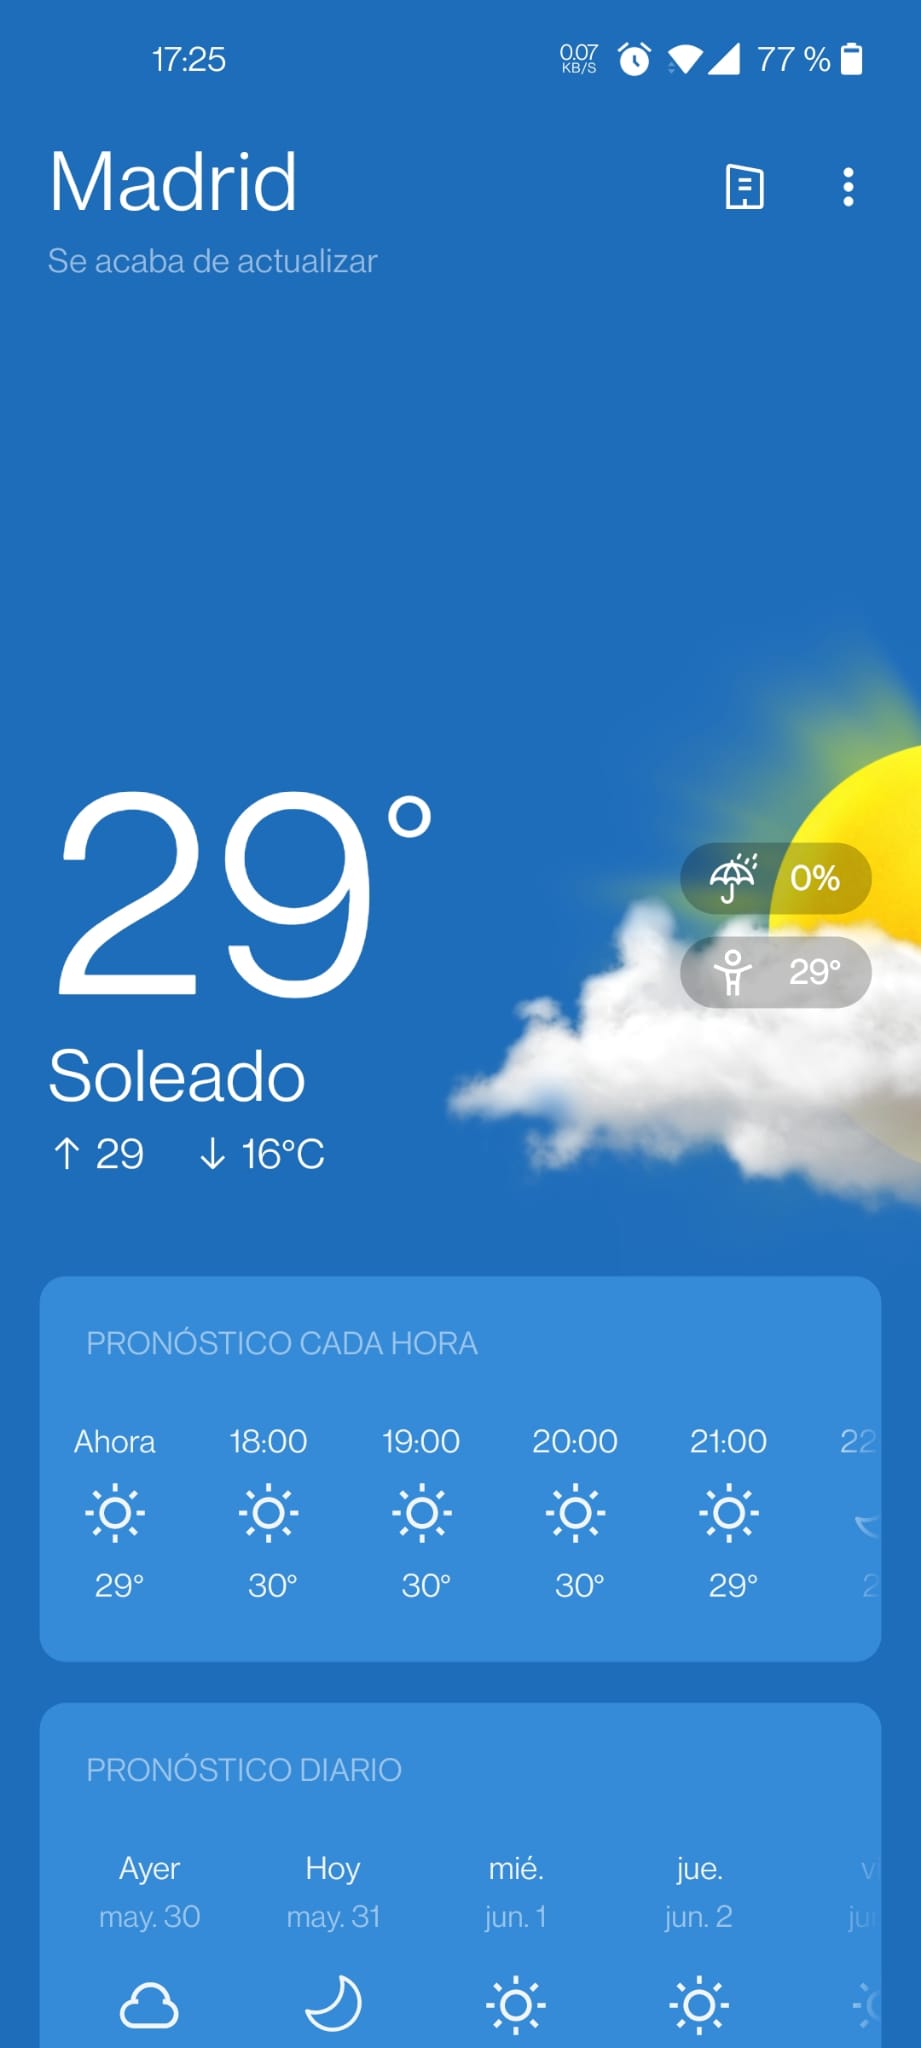 17:25 0.07 KB/S 77 %
Madrid
Se acaba de actualizar
29°
0%
29°
Soleado
↑ 29 ↓ 16°C
PRONÓSTICO CADA HORA
Ahora 18:00 19:00 20:00 21:00 22
29° 30° 30° 30° 29° 2
PRONÓSTICO DIARIO
Ayer Hoy mié. jue.
may. 30 may. 31 jun. 1 jun. 2